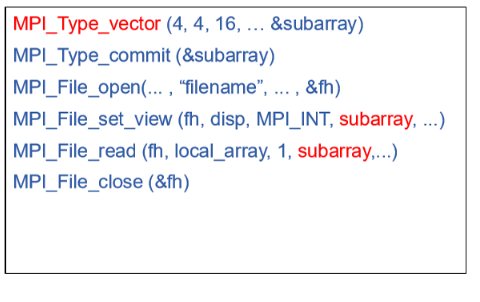 MPI_Type_vector (4, 4, 16, … &subarray)
MPI_Type_commit (&subarray)
MPI_File_open(... , “filename”, ... , &fh)
MPI_File_set_view (fh, disp, MPI_INT, subarray, ...)
MPI_File_read (fh, local_array, 1, subarray,...)
MPI_File_close (&fh)